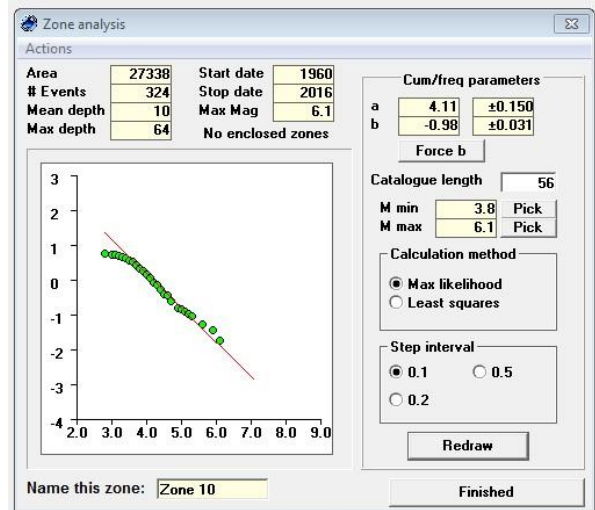 Zone analysis
Actions
Area 27338 Start date 1960
# Events 324 Stop date 2016
Mean depth 10 Max Mag 6.1
Max depth 64 No enclosed zones
3
2
1
0
-1
-2
-3
-4
2.0 3.0 4.0 5.0 6.0 7.0 8.0 9.0
Cum/freq parameters
a 4.11 ±0.150
b -0.98 ±0.031
Force b
Catalogue length 56
M min 3.8 Pick
M max 6.1 Pick
Calculation method
Max likelihood
Least squares
Step interval
0.1 0.5
0.2
Redraw
Name this zone: Zone 10
Finished